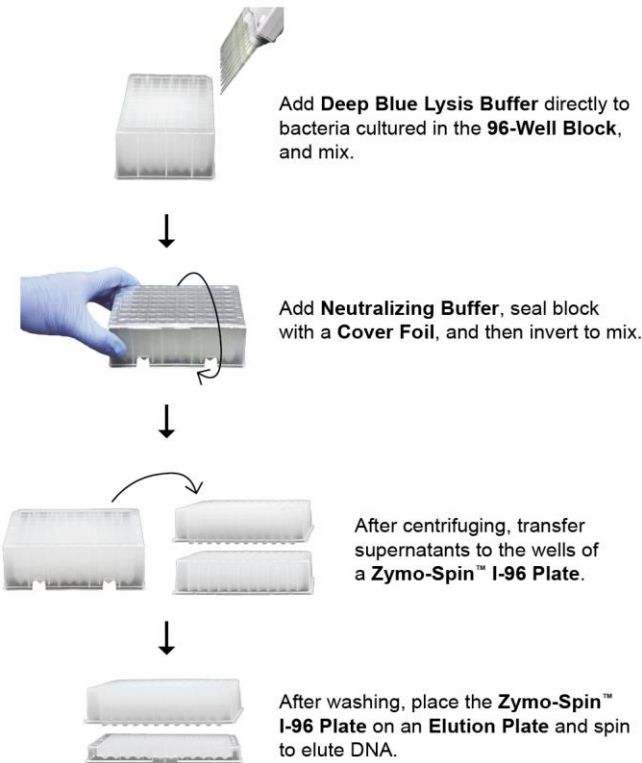 Add Deep Blue Lysis Buffer directly to
bacteria cultured in the 96-Well Block,
and mix.
Add Neutralizing Buffer, seal block
with a Cover Foil, and then invert to mix.
After centrifuging, transfer
supernatants to the wells of
a Zymo-Spin™ I-96 Plate.
After washing, place the Zymo-Spin™
I-96 Plate on an Elution Plate and spin
to elute DNA.